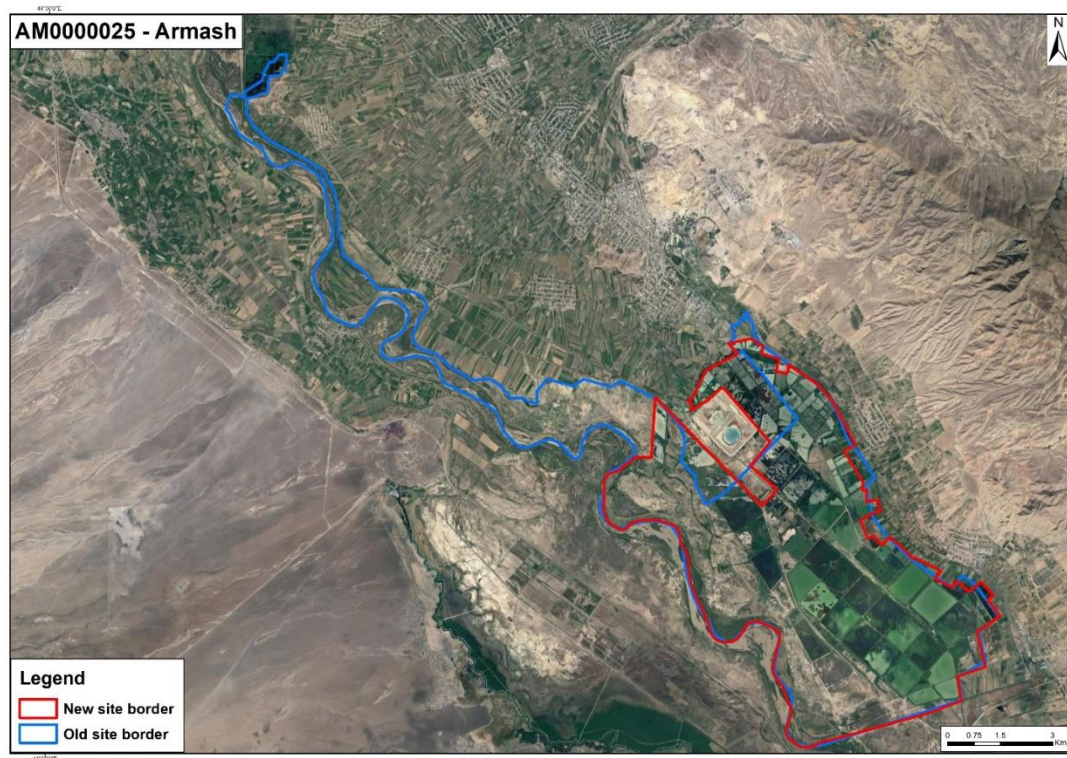 AM0000025 - Armash
N
Legend
New site border
Old site border
0 0.75 1.5 3
Km